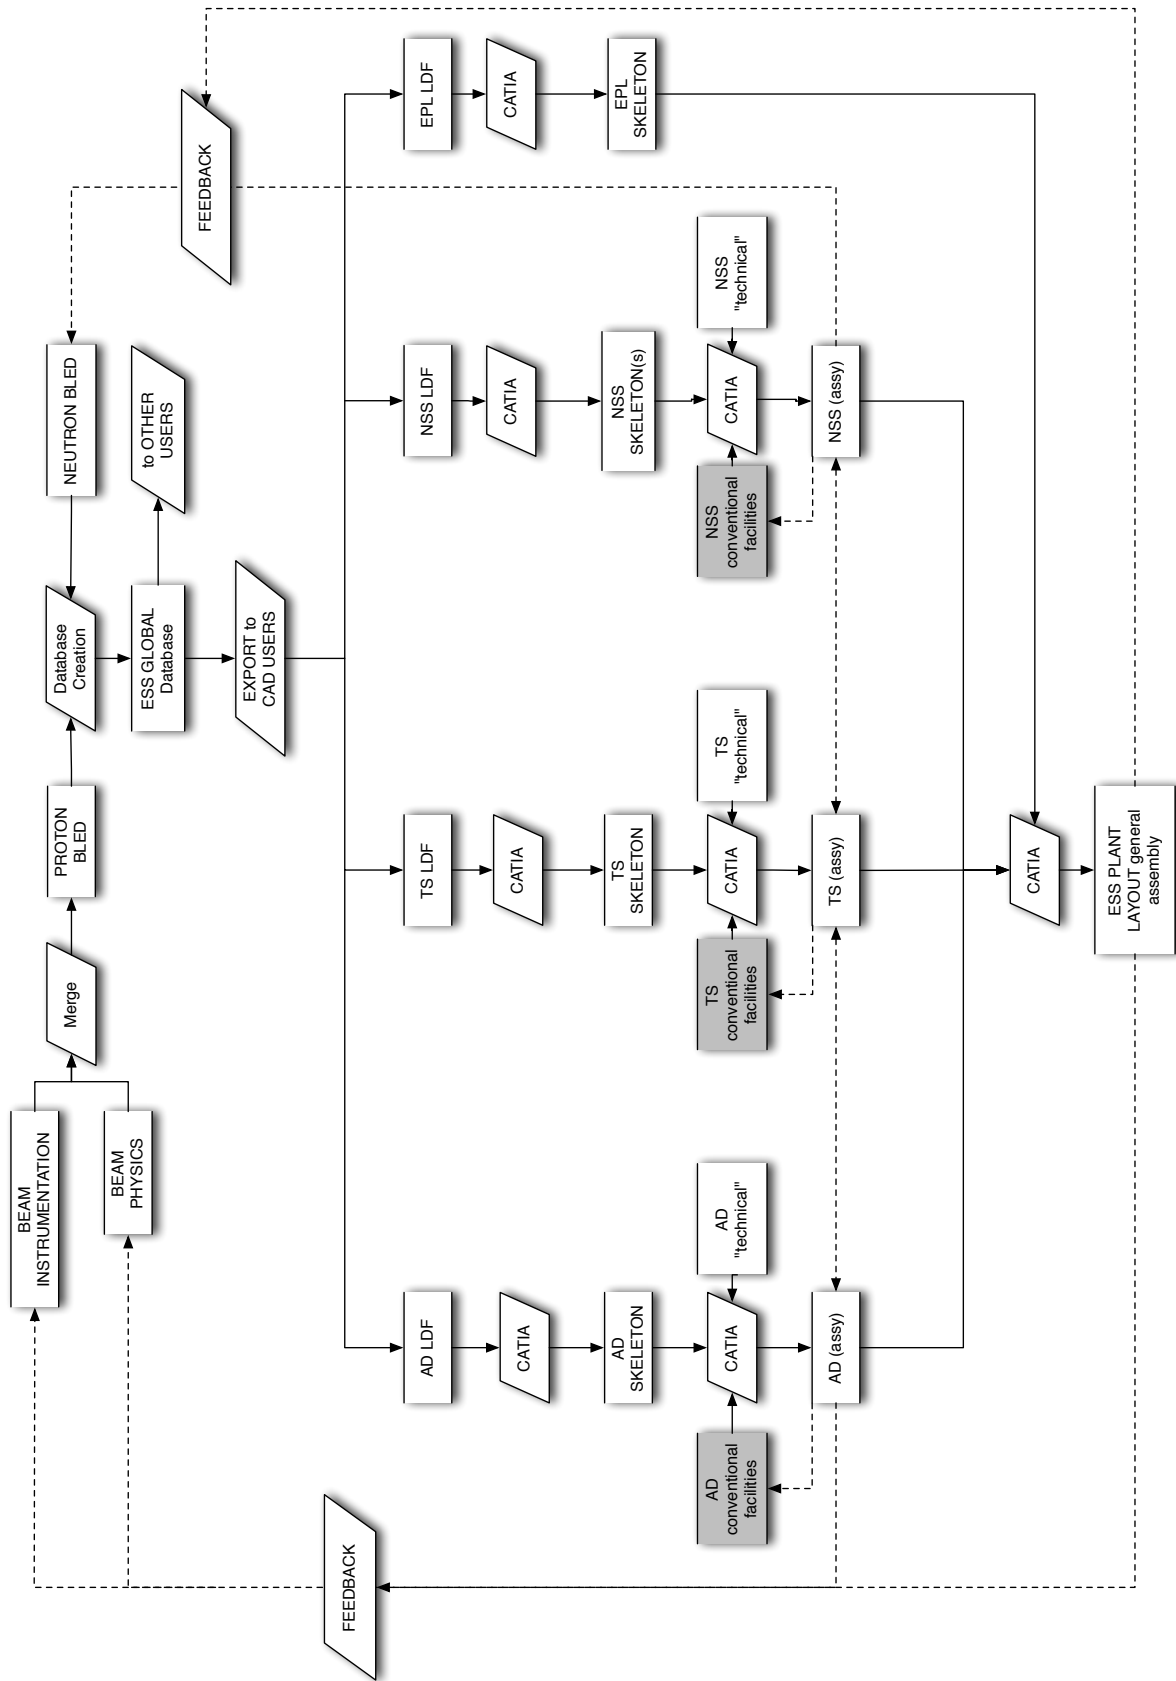 BEAM
INSTRUMENTATION
BEAM
PHYSICS
Merge
PROTON
BLED
Database
Creation
NEUTRON BLED
ESS GLOBAL
Database
to OTHER
USERS
FEEDBACK
EXPORT to
CAD USERS
FEEDBACK
AD LDF
TS LDF
NSS LDF
EPL LDF
CATIA
CATIA
CATIA
CATIA
AD
SKELETON
TS
SKELETON
NSS
SKELETON(s)
EPL
SKELETON
AD
conventional
facilities
CATIA
AD
"technical"
TS
conventional
facilities
CATIA
TS
"technical"
NSS
conventional
facilities
CATIA
NSS
"technical"
AD (assy)
TS (assy)
NSS (assy)
CATIA
ESS PLANT
LAYOUT general
assembly